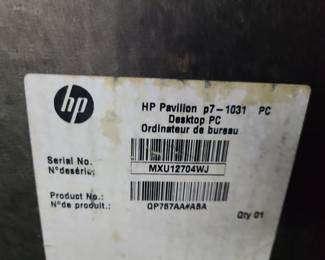 hp
HP Pavilion p7-1031 PC
Desktop PC
Ordinateur de bureau
Serial No.
N°desérie:
MXU12704WJ
Product No.:
N° de produit.:
QP767AA#ABA
Qty 01